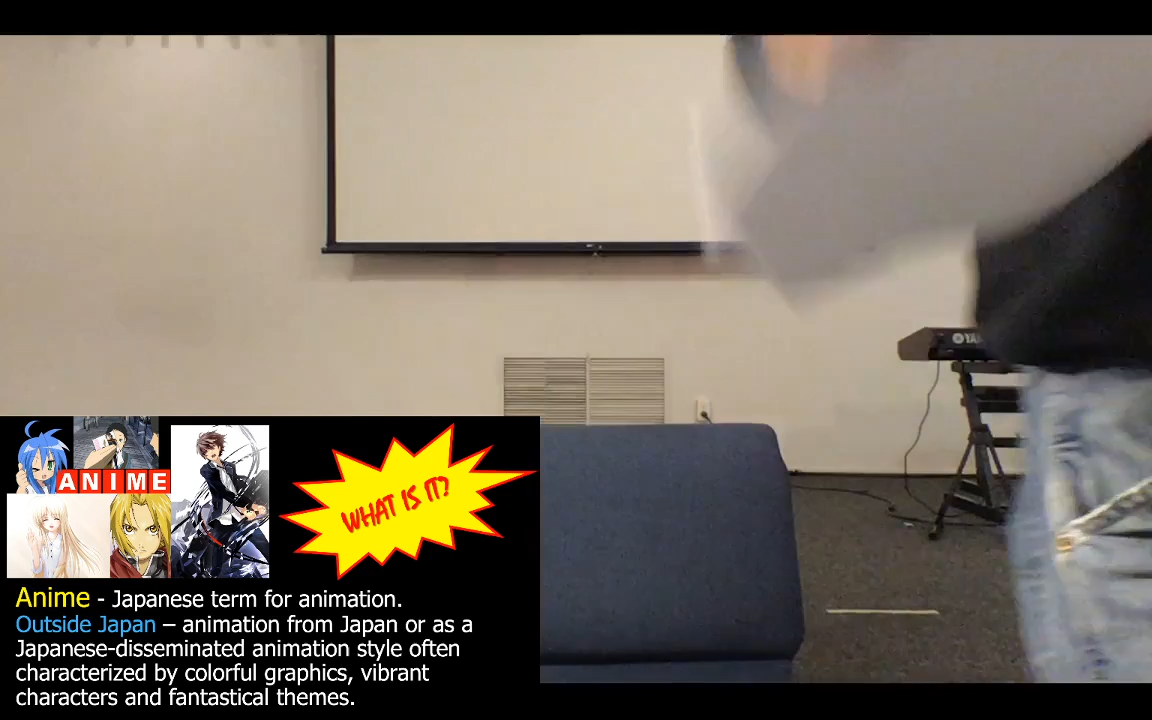 ANIME
WHAT IS IT?
Anime - Japanese term for animation.
Outside Japan – animation from Japan or as a
Japanese-disseminated animation style often
characterized by colorful graphics, vibrant
characters and fantastical themes.